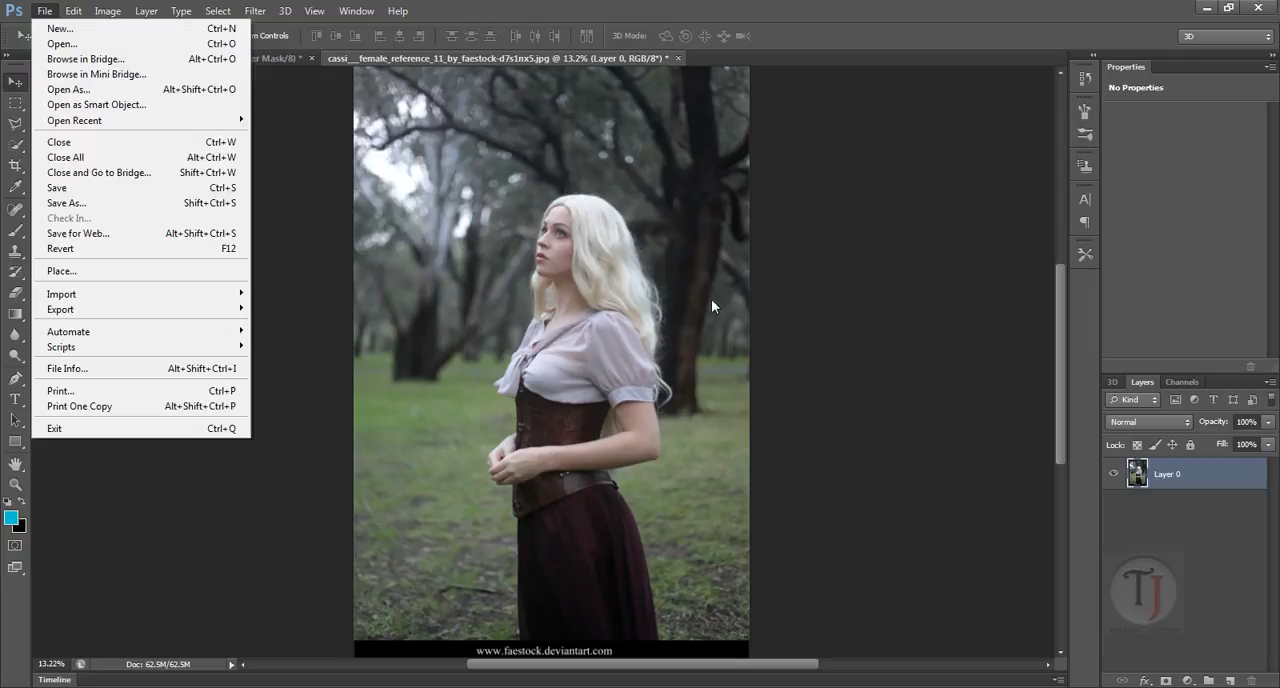 Ps File Edit Image Layer Type Select Filter 3D View Window Help
m Controls 3D Mode: 3D
er Mask/8) * × cassi___female_reference_11_by_faestock-d7s1nx5.jpg @ 13.2% (Layer 0, RGB/8*) * ×
New... Ctrl+N
Open... Ctrl+O
Browse in Bridge... Alt+Ctrl+O
Browse in Mini Bridge...
Open As... Alt+Shift+Ctrl+O
Open as Smart Object...
Open Recent
Close Ctrl+W
Close All Alt+Ctrl+W
Close and Go to Bridge... Shift+Ctrl+W
Save Ctrl+S
Save As... Shift+Ctrl+S
Check In...
Save for Web... Alt+Shift+Ctrl+S
Revert F12
Place...
Import
Export
Automate
Scripts
File Info... Alt+Shift+Ctrl+I
Print... Ctrl+P
Print One Copy Alt+Shift+Ctrl+P
Exit Ctrl+Q
Properties
No Properties
3D Layers Channels
Kind
Normal Opacity: 100%
Lock: Fill: 100%
Layer 0
TJ
www.faestock.deviantart.com
13.22% Doc: 62.5M/62.5M
Timeline